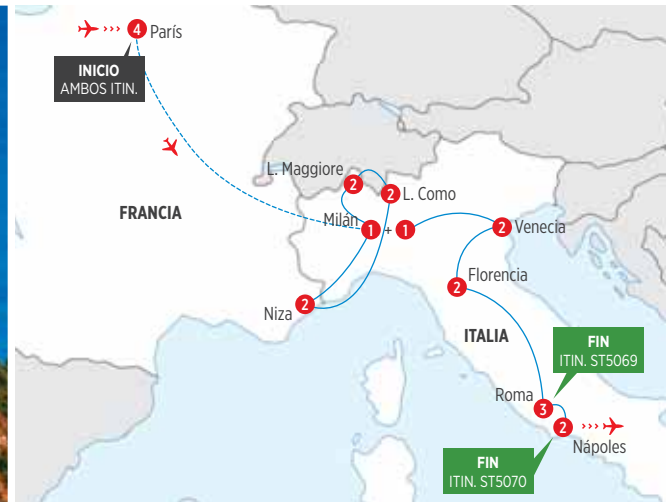 4 París
INICIO
AMBOS ITIN.
L. Maggiore 2
2 L. Como
FRANCIA
Milán 1 + 1
2 Venecia
2 Florencia
Niza 2
ITALIA
FIN
ITIN. ST5069
Roma 3
2 Nápoles
FIN
ITIN. ST5070